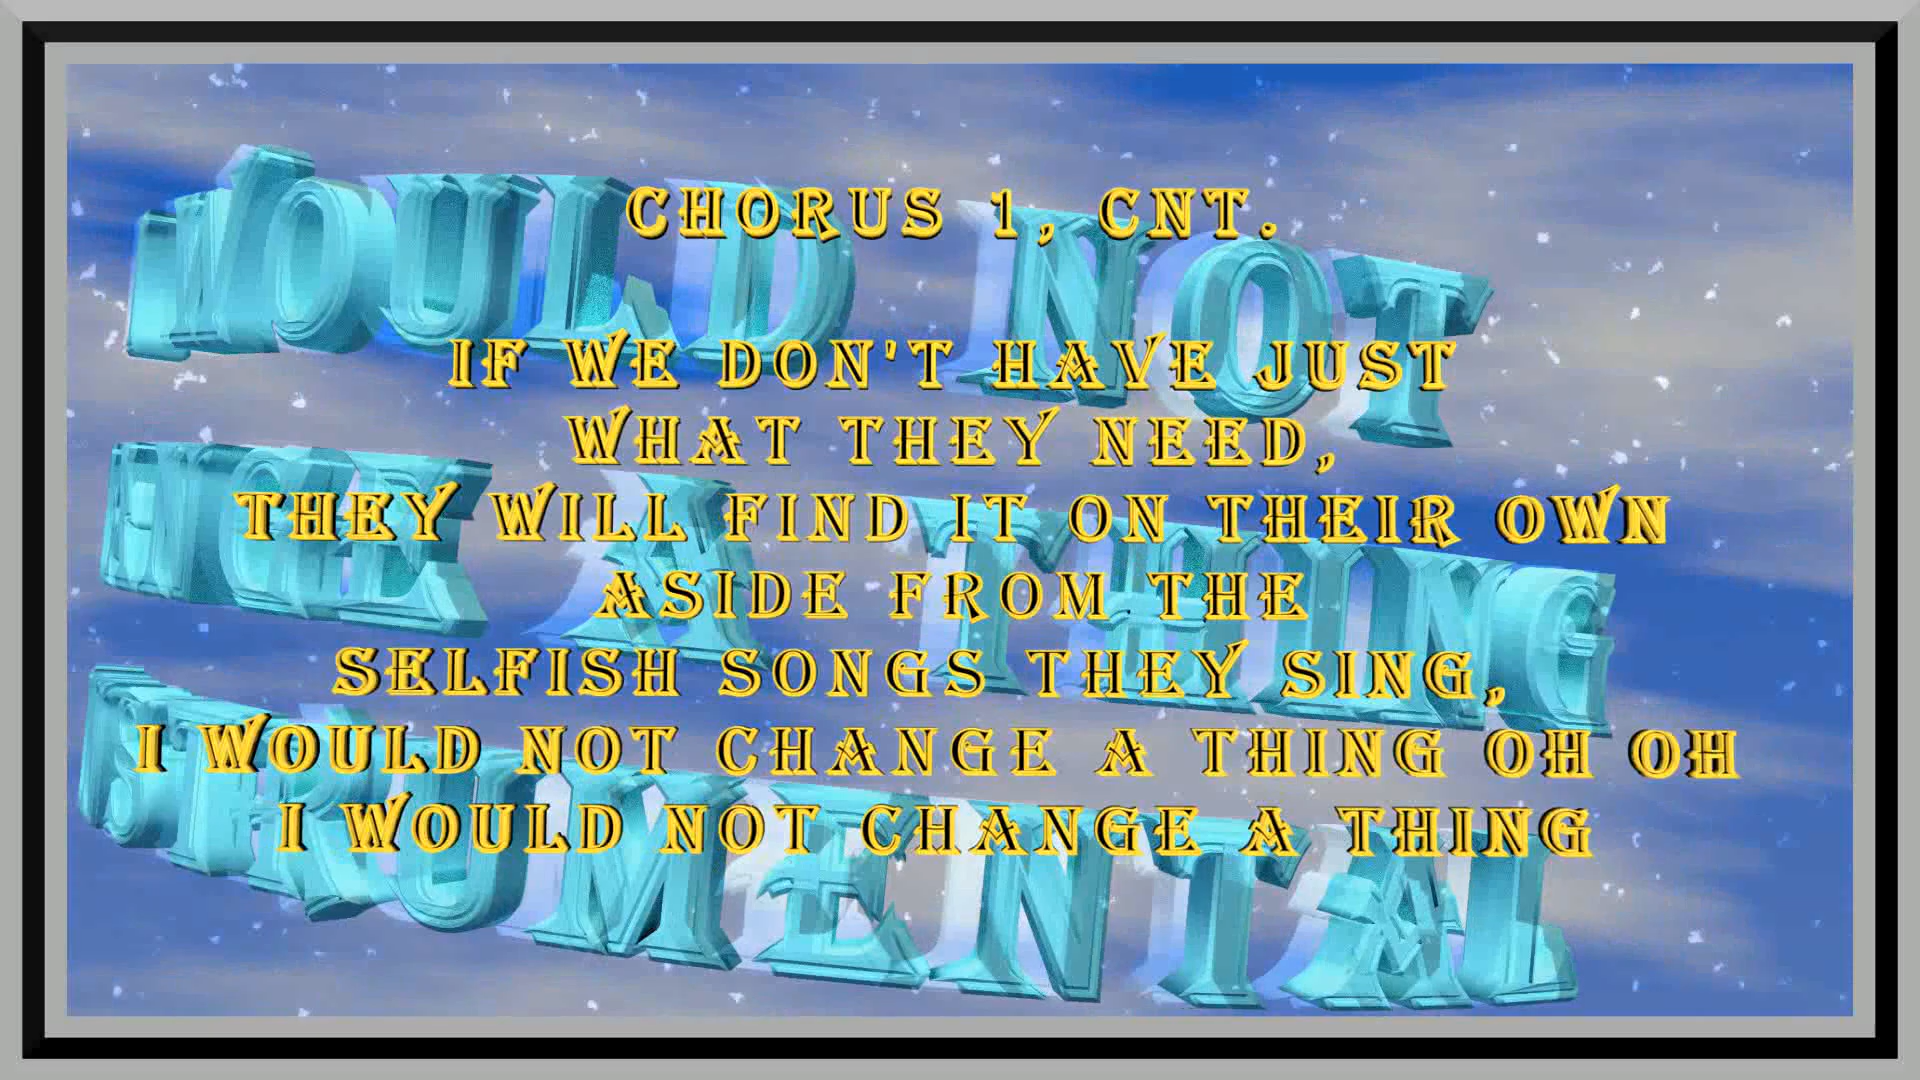 CHORUS 1, CNT.
IF WE DON'T HAVE JUST
WHAT THEY NEED,
THEY WILL FIND IT ON THEIR OWN
ASIDE FROM THE
SELFISH SONGS THEY SING,
I WOULD NOT CHANGE A THING OH OH
I WOULD NOT CHANGE A THING
WOULD NOT
NGE A THING
STRUMENTAL